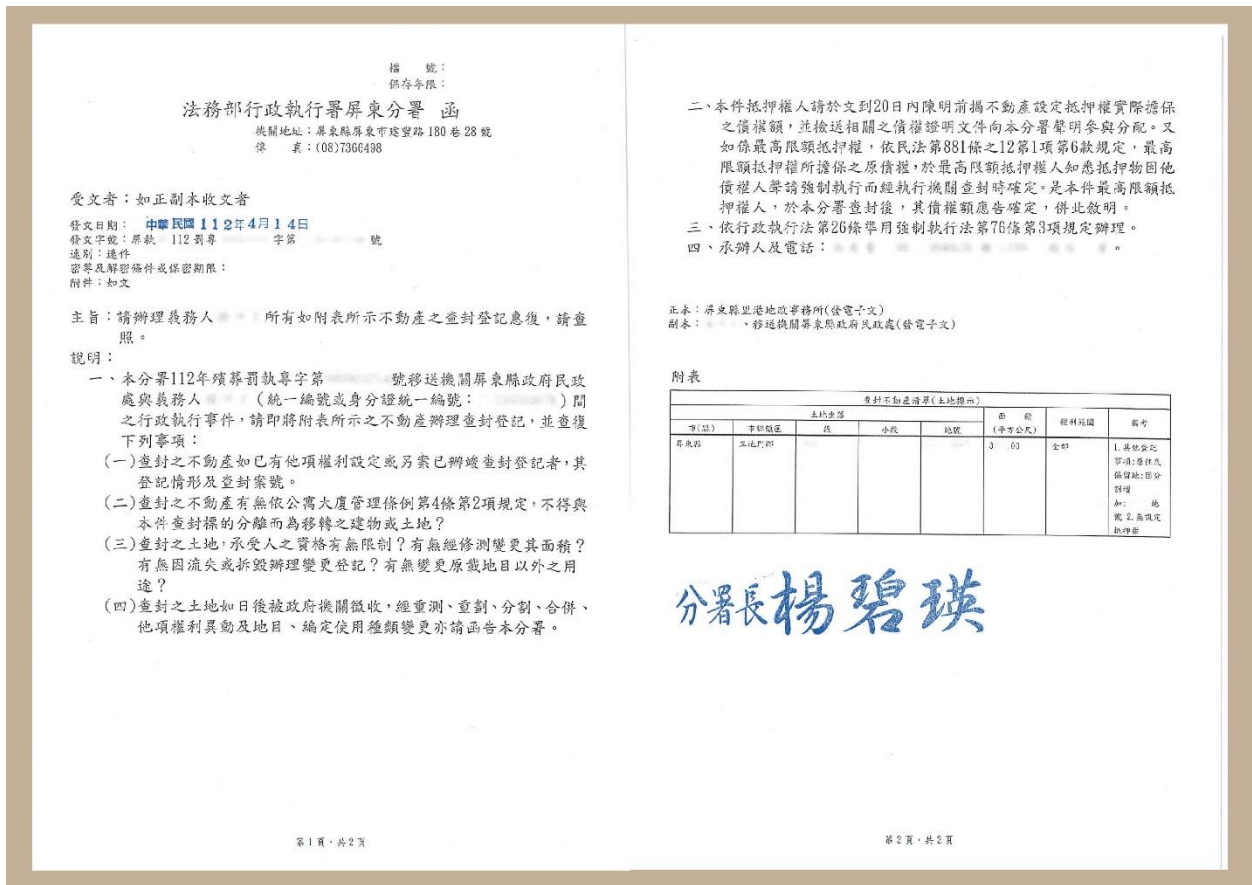 檔　　號：
保存年限：
法務部行政執行署屏東分署　函
機關地址：屏東縣屏東市建豐路180巷28號
傳　　真：(08)7366498
受文者：如正副本收文者
發文日期：中華民國112年4月14日
發文字號：屏執　112罰專　字第　號
速別：速件
密等及解密條件或保密期限：
附件：如文
主旨：請辦理義務人　所有如附表所示不動產之查封登記惠復，請查
照。
說明：
一、本分署112年殯葬罰執專字第　號移送機關屏東縣政府民政
處與義務人　（統一編號或身分證統一編號：　）間
之行政執行事件，請即將附表所示之不動產辦理查封登記，並查復
下列事項：
(一)查封之不動產如已有他項權利設定或另案已辦竣查封登記者，其
登記情形及查封案號。
(二)查封之不動產有無依公寓大廈管理條例第4條第2項規定，不得與
本件查封標的分離而為移轉之建物或土地？
(三)查封之土地，承受人之資格有無限制？有無經修測變更其面積？
有無因流失或拆毀辦理變更登記？有無變更原載地目以外之用
途？
(四)查封之土地如日後被政府機關徵收，經重測、重劃、分割、合併、
他項權利異動及地目、編定使用種類變更亦請函告本分署。
第1頁，共2頁
二、本件抵押權人請於文到20日內陳明前揭不動產設定抵押權實際擔保
之債權額，並檢送相關之債權證明文件向本分署聲明參與分配。又
如係最高限額抵押權，依民法第881條之12第1項第6款規定，最高
限額抵押權所擔保之原債權，於最高限額抵押權人知悉抵押物因他
債權人聲請強制執行而經執行機關查封時確定。是本件最高限額抵
押權人，於本分署查封後，其債權額應告確定，併此敘明。
三、依行政執行法第26條準用強制執行法第76條第3項規定辦理。
四、承辦人及電話：　。
正本：屏東縣里港地政事務所(發電子文)
副本：　、移送機關屏東縣政府民政處(發電子文)
附表
查封不動產清單(土地標示)
土地坐落　面　積　權利範圍　備考
市(縣)　市鄉鎮區　段　小段　地號　(平方公尺)
屏東縣　三地門鄉　3　.00　全部　1.其他登記
事項:原住民
保留地;因分
割增
加:　地
號 2.無設定
抵押權
分署長楊碧瑛
第2頁，共2頁